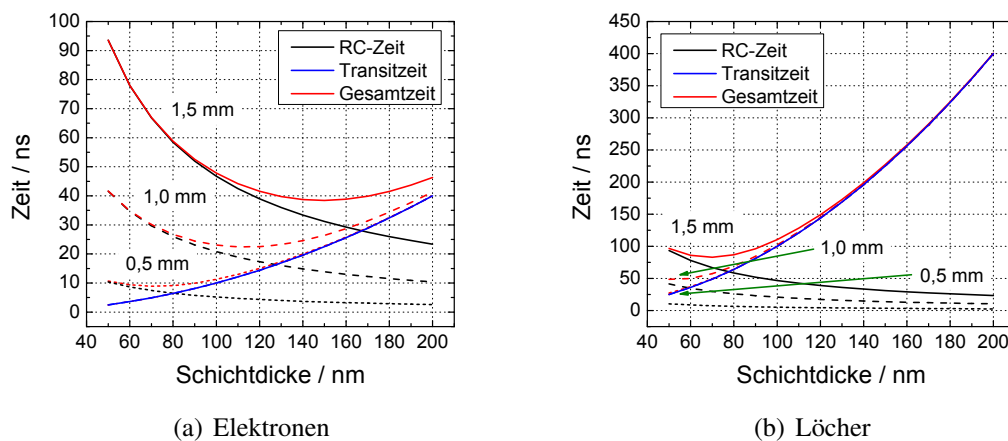 100
90
80
70
60
50
40
30
20
10
0
Zeit / ns
RC-Zeit
Transitzeit
Gesamtzeit
1,5 mm
1,0 mm
0,5 mm
40 60 80 100 120 140 160 180 200
Schichtdicke / nm
(a) Elektronen
450
400
350
300
250
200
150
100
50
0
Zeit / ns
RC-Zeit
Transitzeit
Gesamtzeit
1,5 mm
1,0 mm
0,5 mm
40 60 80 100 120 140 160 180 200
Schichtdicke / nm
(b) Löcher